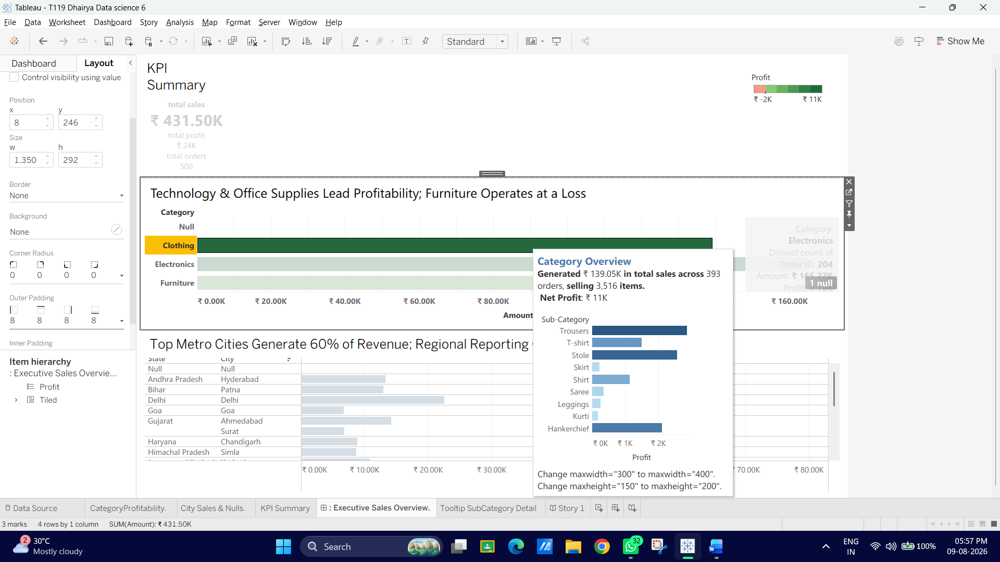 Tableau - T119 Dhairya Data science 6
File Data Worksheet Dashboard Story Analysis Map Format Server Window Help
Standard
Show Me
Dashboard Layout
Control visibility using value
Position
x y
8 246
Size
w h
1,350 292
Border
None
Background
None
Corner Radius
0 0 0 0
Outer Padding
8 8 8 8
Inner Padding
Item hierarchy
: Executive Sales Overvie...
Profit
Tiled
KPI
Summary
total sales
₹ 431.50K
total profit
₹ 24K
total orders
500
Profit
₹ -2K ₹ 11K
Technology & Office Supplies Lead Profitability; Furniture Operates at a Loss
Category
Null
Clothing
Electronics
Furniture
₹ 0.00K ₹ 20.00K ₹ 40.00K ₹ 60.00K ₹ 80.00K ₹ 160.00K
Amount
Category:
Electronics
Distinct count of
Order ID: 204
Amount: ₹ 165.27K
Profit:
1 null
Category Overview
Generated ₹ 139.05K in total sales across 393
orders, selling 3,516 items.
Net Profit: ₹ 11K
Sub-Category
Trousers
T-shirt
Stole
Skirt
Shirt
Saree
Leggings
Kurti
Hankerchief
₹ 0K ₹ 1K ₹ 2K
Profit
Change maxwidth="300" to maxwidth="400".
Change maxheight="150" to maxheight="200".
Top Metro Cities Generate 60% of Revenue; Regional Reporting
State City
Null Null
Andhra Pradesh Hyderabad
Bihar Patna
Delhi Delhi
Goa Goa
Gujarat Ahmedabad
Surat
Haryana Chandigarh
Himachal Pradesh Simla
₹ 0.00K ₹ 10.00K ₹ 20.00K ₹ 30.00K ₹ 70.00K ₹ 80.00K
Data Source CategoryProfitability. City Sales & Nulls. KPI Summary : Executive Sales Overview. Tooltip SubCategory Detail Story 1
3 marks 4 rows by 1 column SUM(Amount): ₹ 431.50K
2
30°C
Mostly cloudy
Search
32
ENG
IN
100%
05:57 PM
09-08-2026